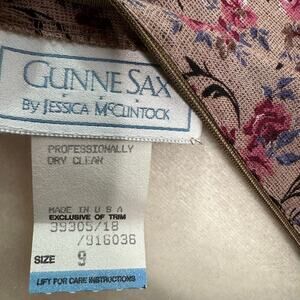 GUNNE SAX
BY JESSICA MCCLINTOCK
PROFESSIONALLY
DRY CLEAN
MADE IN U S A
EXCLUSIVE OF TRIM
39305/18
/916036
SIZE 9
LIFT FOR CARE INSTRUCTIONS